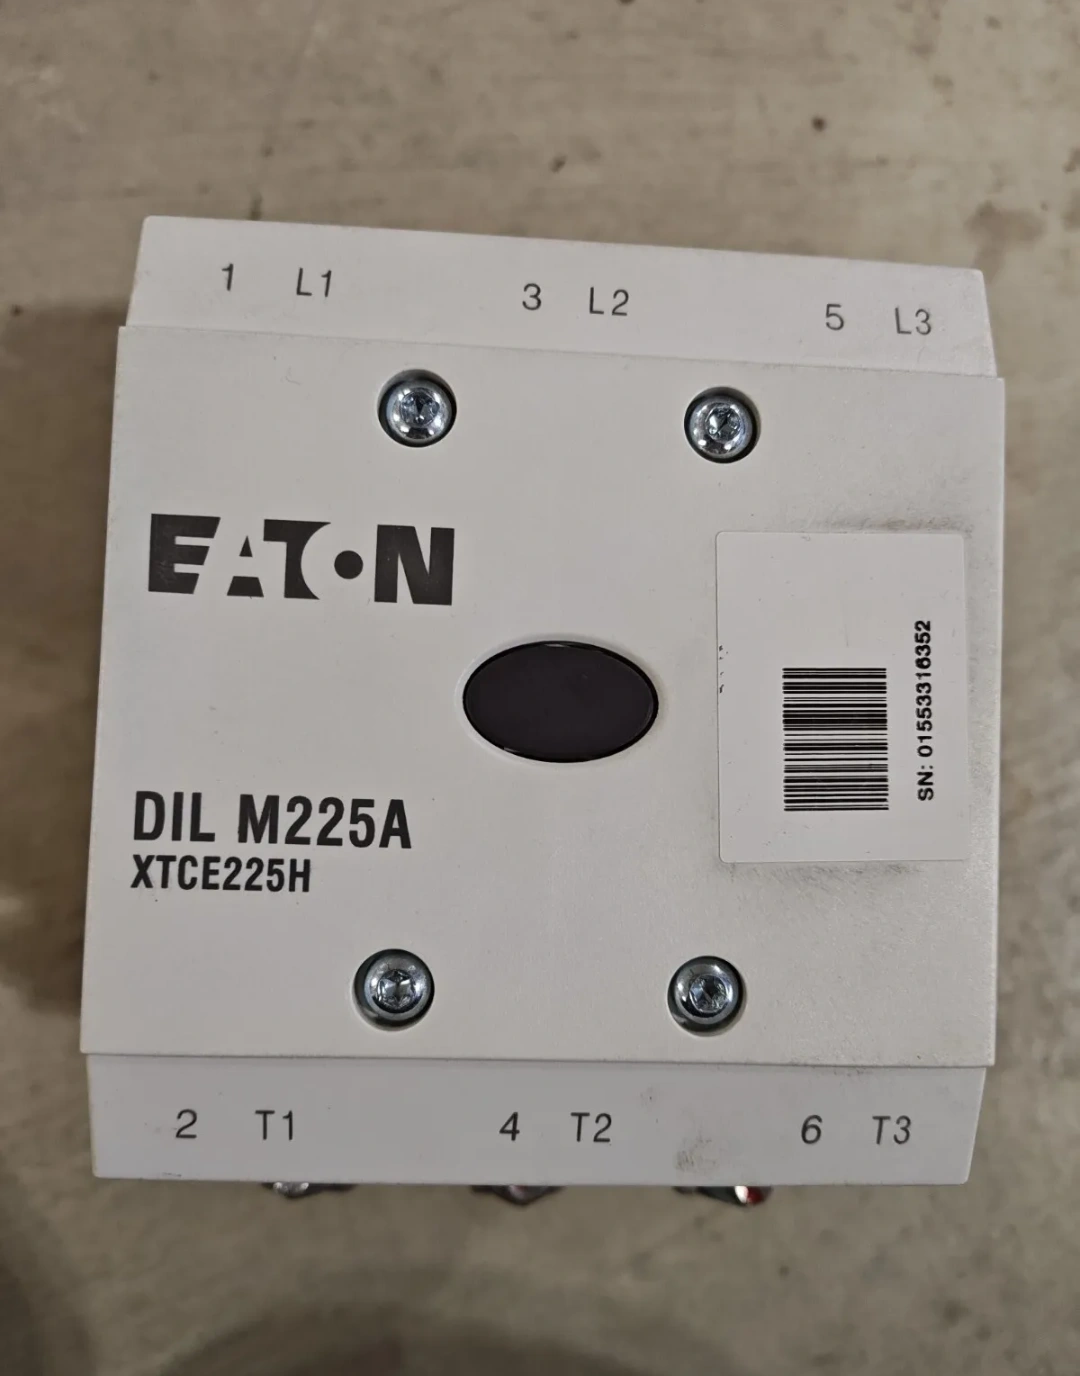 1 L1 3 L2 5 L3
EATON
SN: 01553316352
DIL M225A
XTCE225H
2 T1 4 T2 6 T3